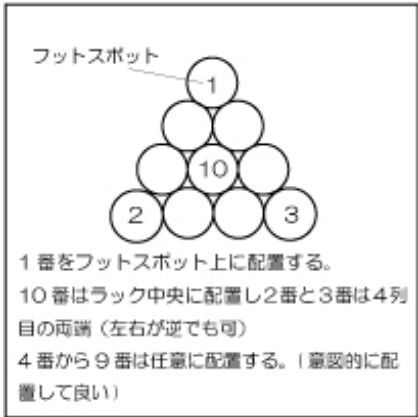 フットスポット
1
10
2
3
1番をフットスポット上に配置する。
10番はラック中央に配置し2番と3番は4列
目の両端（左右が逆でも可）
4番から9番は任意に配置する。（意図的に配
置して良い）